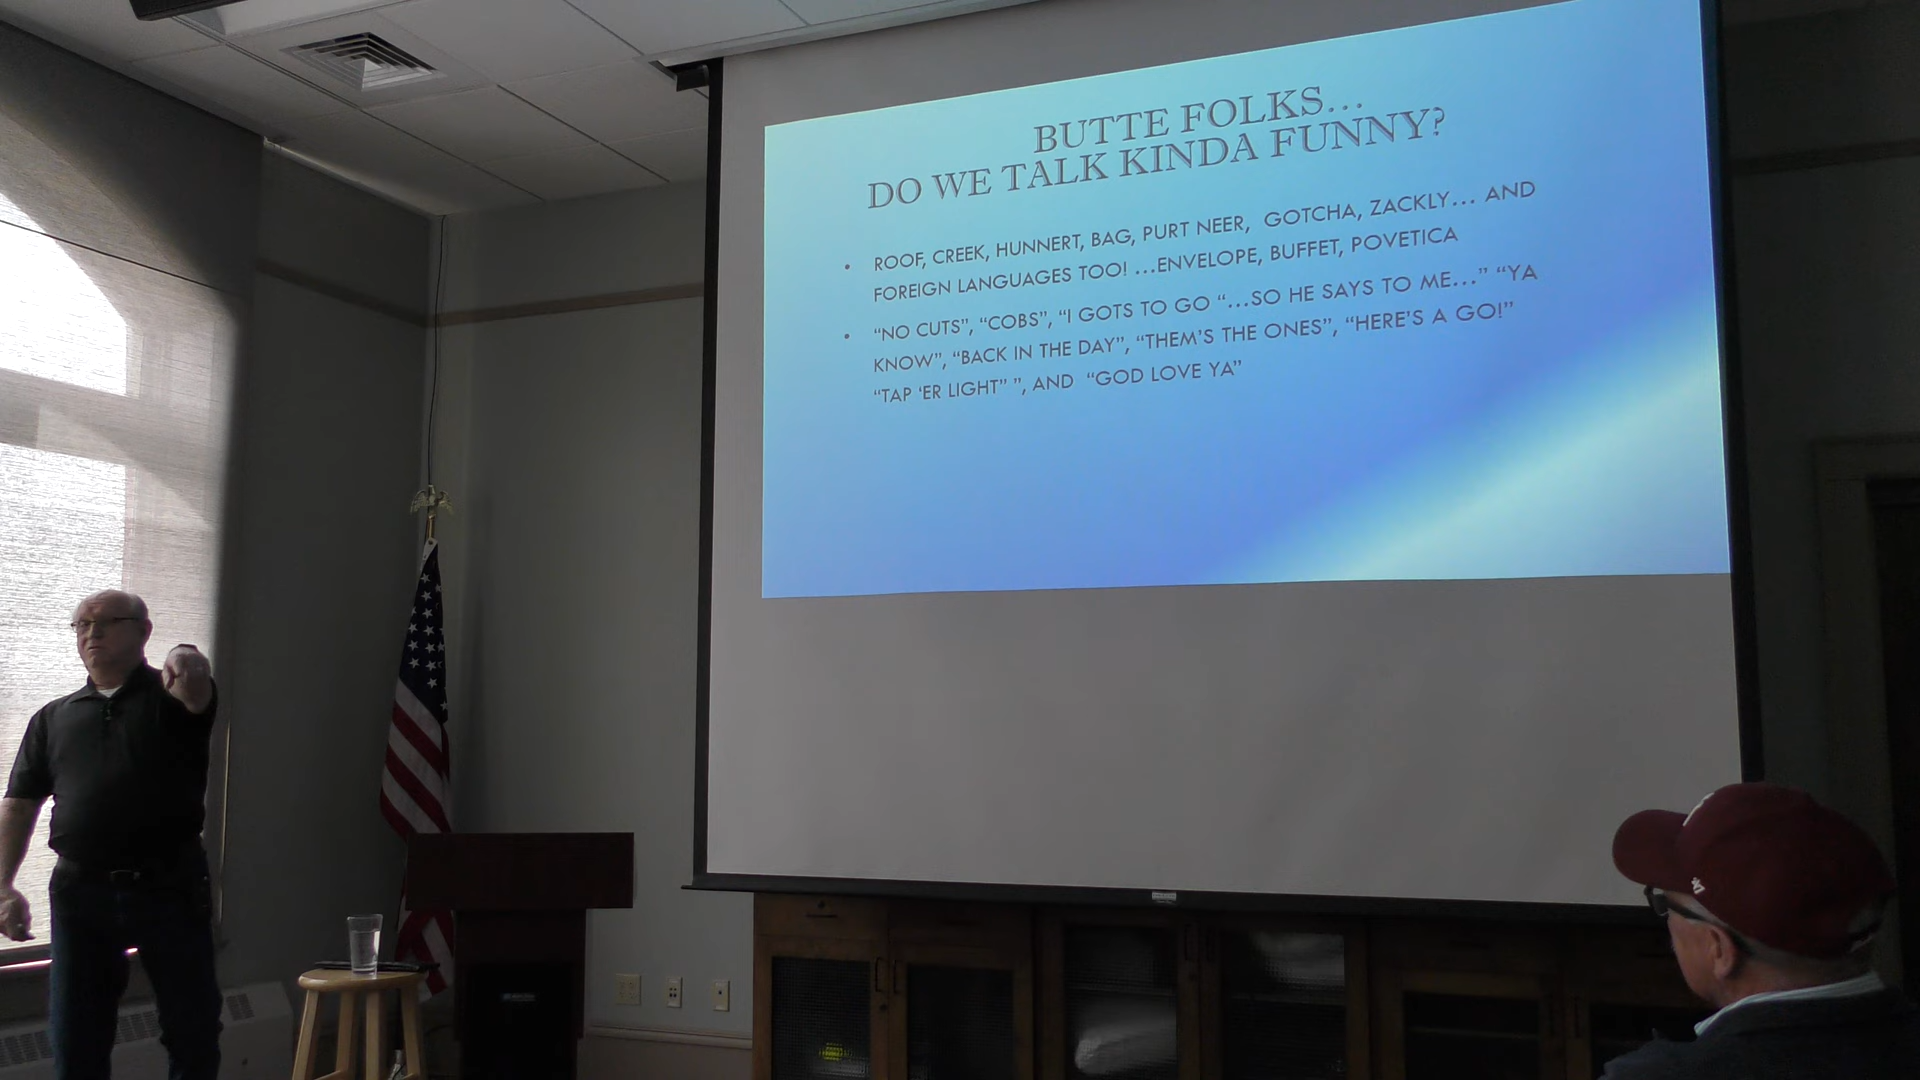 BUTTE FOLKS...
DO WE TALK KINDA FUNNY?
• ROOF, CREEK, HUNNERT, BAG, PURT NEER, GOTCHA, ZACKLY... AND
FOREIGN LANGUAGES TOO! ...ENVELOPE, BUFFET, POVETICA
• "NO CUTS", "COBS", "I GOTS TO GO "...SO HE SAYS TO ME..." "YA
KNOW", "BACK IN THE DAY", "THEM'S THE ONES", "HERE'S A GO!"
"TAP 'ER LIGHT" ", AND "GOD LOVE YA"